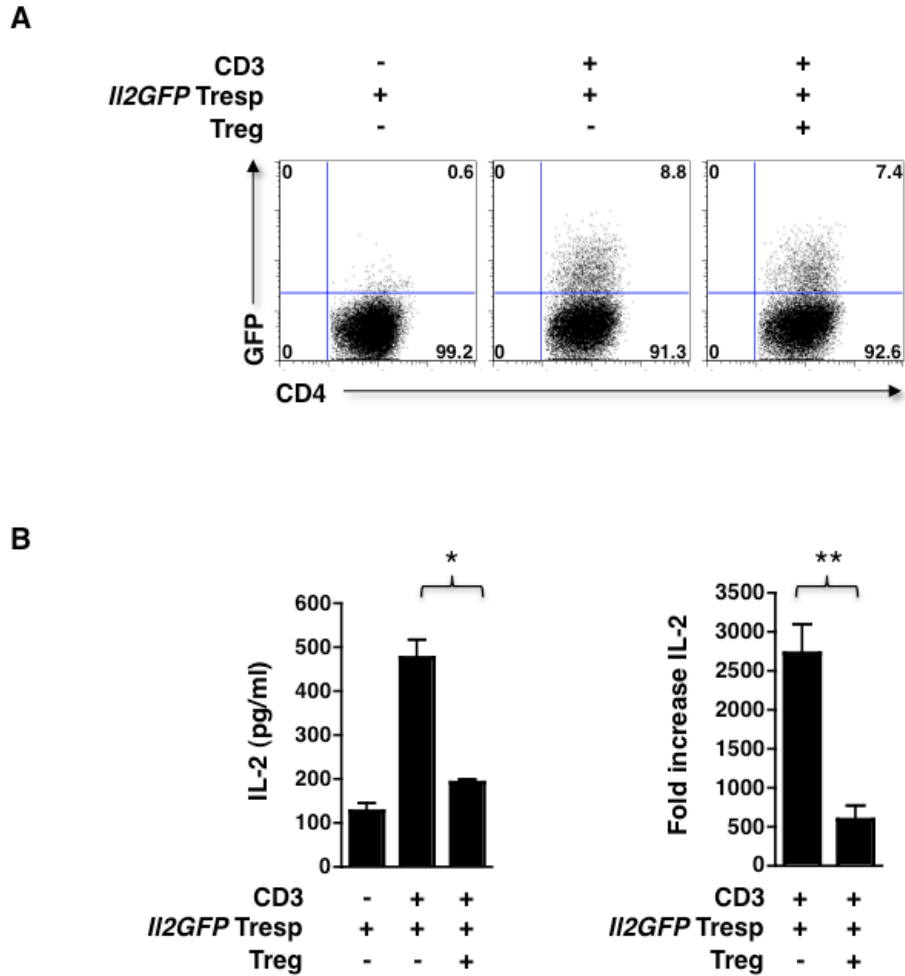 A
CD3 - + +
Il2GFP Tresp + + +
Treg - - +
0 0.6 0 8.8 0 7.4
GFP
0 99.2 0 91.3 0 92.6
CD4
B
* **
IL-2 (pg/ml)
600
500
400
300
200
100
0
CD3 - + +
Il2GFP Tresp + + +
Treg - - +
Fold increase IL-2
3500
3000
2500
2000
1500
1000
500
0
CD3 + +
Il2GFP Tresp + +
Treg - +